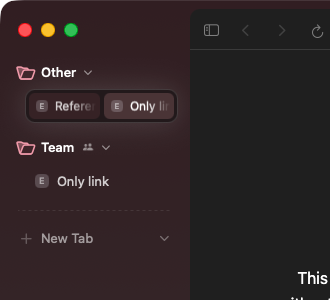 Other
E Refere E Only li
Team
E Only link
New Tab
This